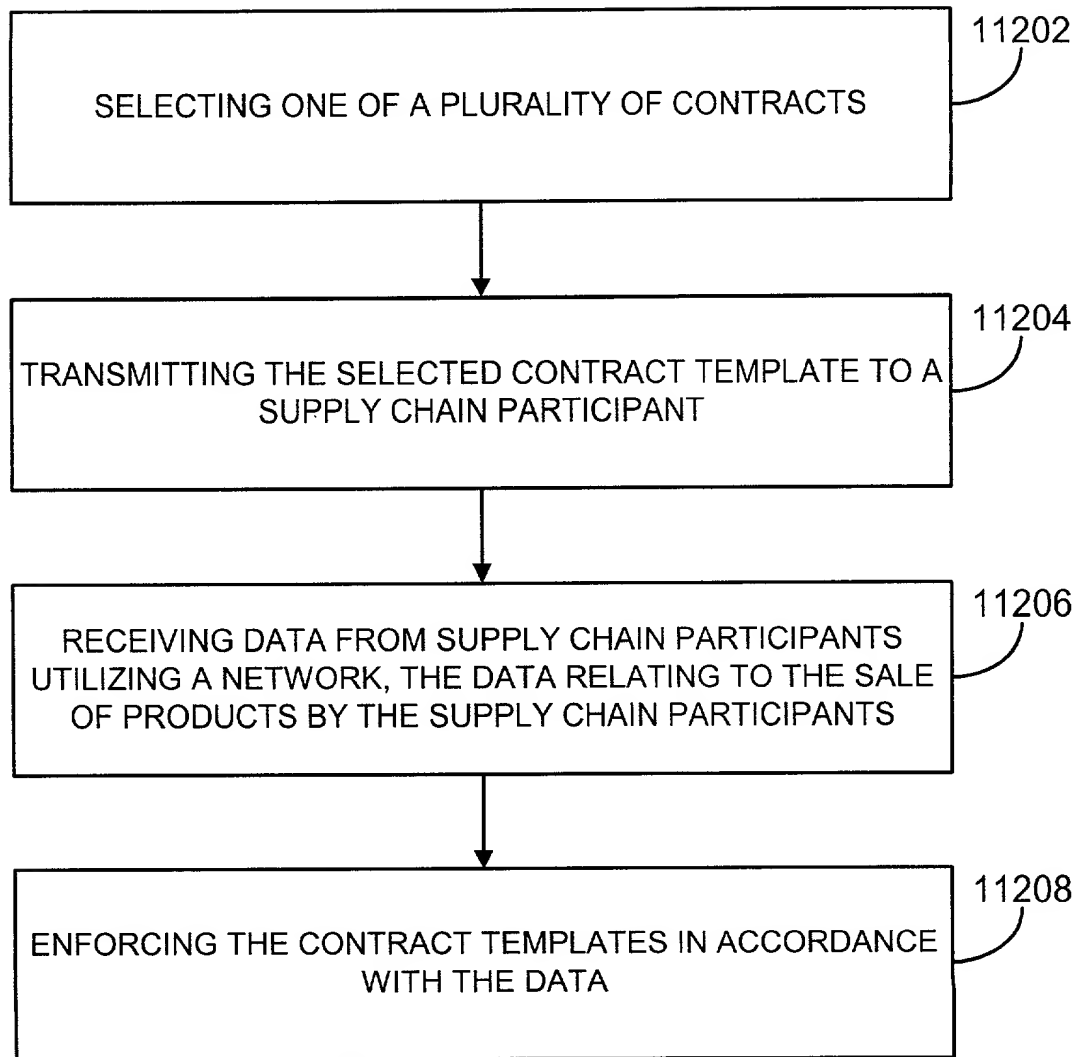 11202
SELECTING ONE OF A PLURALITY OF CONTRACTS
11204
TRANSMITTING THE SELECTED CONTRACT TEMPLATE TO A
SUPPLY CHAIN PARTICIPANT
11206
RECEIVING DATA FROM SUPPLY CHAIN PARTICIPANTS
UTILIZING A NETWORK, THE DATA RELATING TO THE SALE
OF PRODUCTS BY THE SUPPLY CHAIN PARTICIPANTS
11208
ENFORCING THE CONTRACT TEMPLATES IN ACCORDANCE
WITH THE DATA